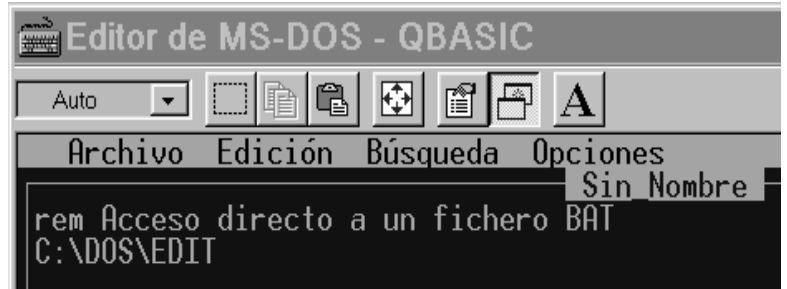 Editor de MS-DOS - QBASIC
Auto
A
Archivo Edición Búsqueda Opciones
Sin Nombre
rem Acceso directo a un fichero BAT
C:\DOS\EDIT